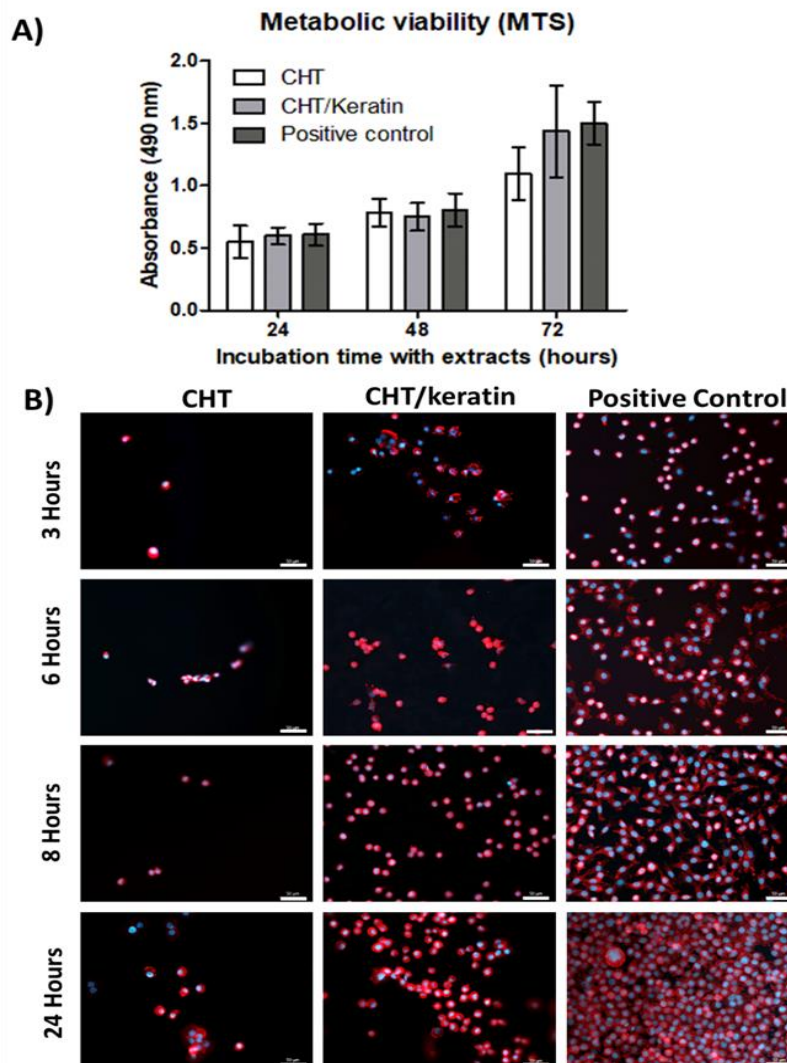 A)
Metabolic viability (MTS)
Absorbance (490 nm)
2.0
1.5
1.0
0.5
0.0
CHT
CHT/Keratin
Positive control
24 48 72
Incubation time with extracts (hours)
B)
CHT CHT/keratin Positive Control
3 Hours
6 Hours
8 Hours
24 Hours